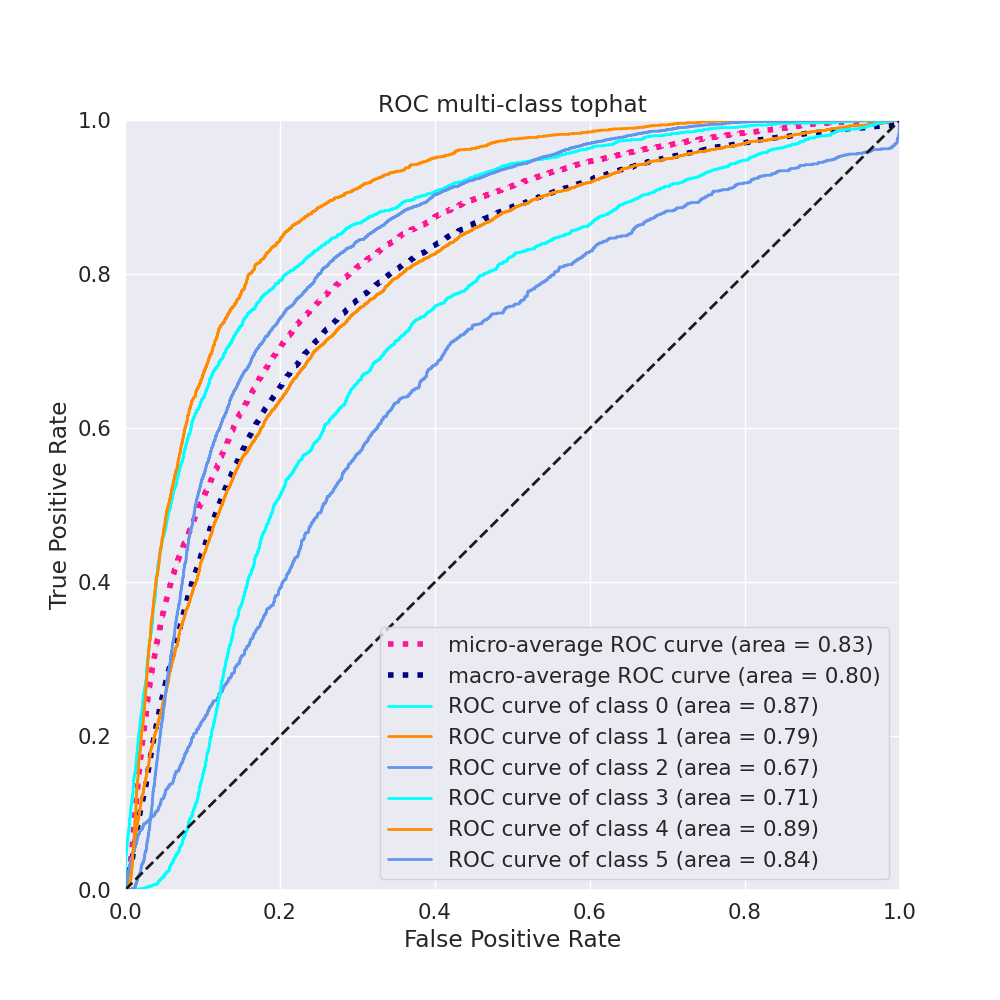 ROC multi-class tophat
1.0
0.8
0.6
0.4
0.2
0.0
True Positive Rate
micro-average ROC curve (area = 0.83)
macro-average ROC curve (area = 0.80)
ROC curve of class 0 (area = 0.87)
ROC curve of class 1 (area = 0.79)
ROC curve of class 2 (area = 0.67)
ROC curve of class 3 (area = 0.71)
ROC curve of class 4 (area = 0.89)
ROC curve of class 5 (area = 0.84)
0.0 0.2 0.4 0.6 0.8 1.0
False Positive Rate